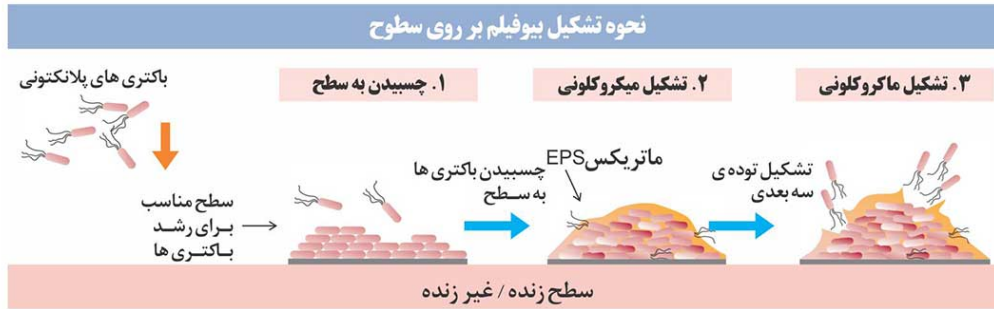 نحوه تشکیل بیوفیلم بر روی سطوح
باکتری های پلانکتونی
۱. چسبیدن به سطح
۲. تشکیل میکروکلونی
۳. تشکیل ماکروکلونی
سطح مناسب
برای رشد
باکتری ها
چسبیدن باکتری ها
به سطح
ماتریکس EPS
تشکیل توده ی
سه بعدی
سطح زنده / غیر زنده